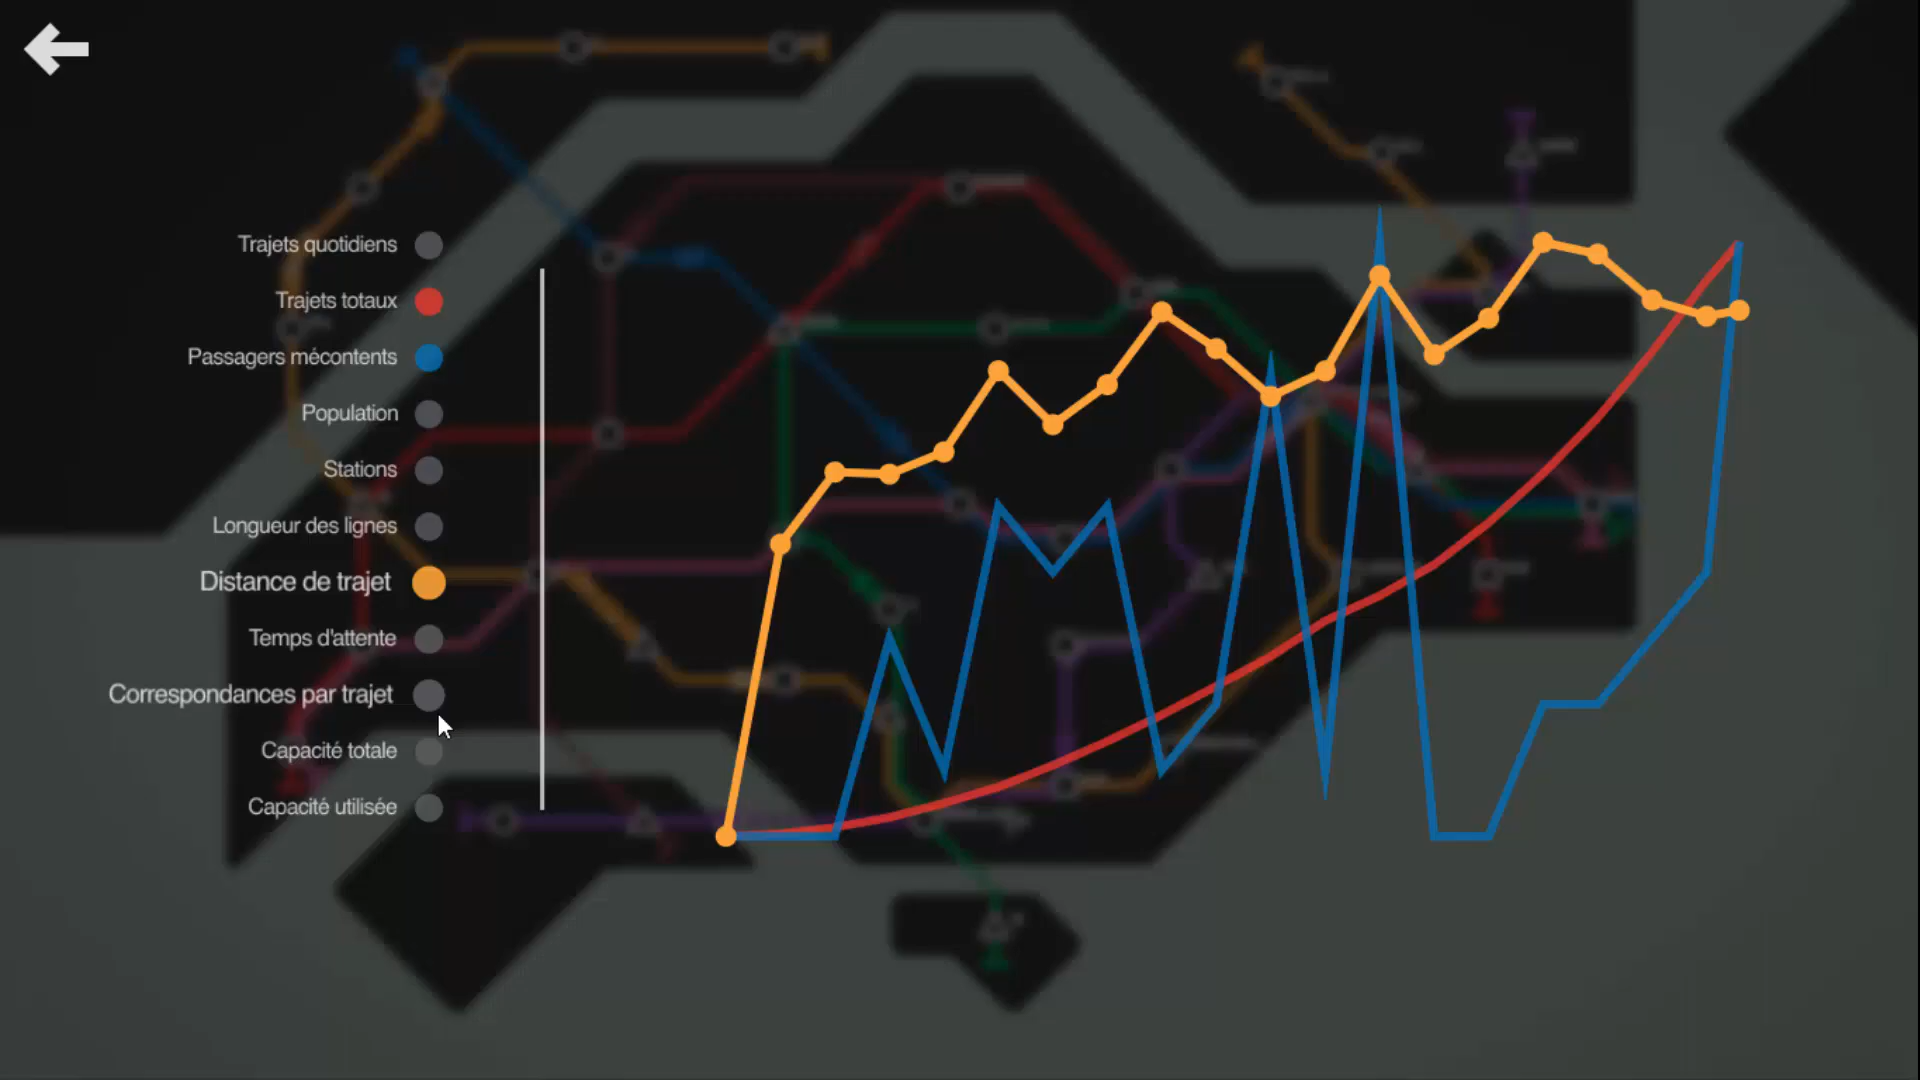 Trajets quotidiens
Trajets totaux
Passagers mécontents
Population
Stations
Longueur des lignes
Distance de trajet
Temps d'attente
Correspondances par trajet
Capacité totale
Capacité utilisée